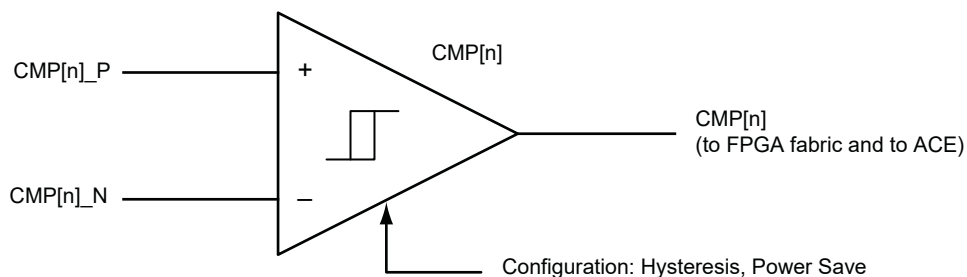 CMP[n]_P
+
CMP[n]
CMP[n]
(to FPGA fabric and to ACE)
CMP[n]_N
–
Configuration: Hysteresis, Power Save